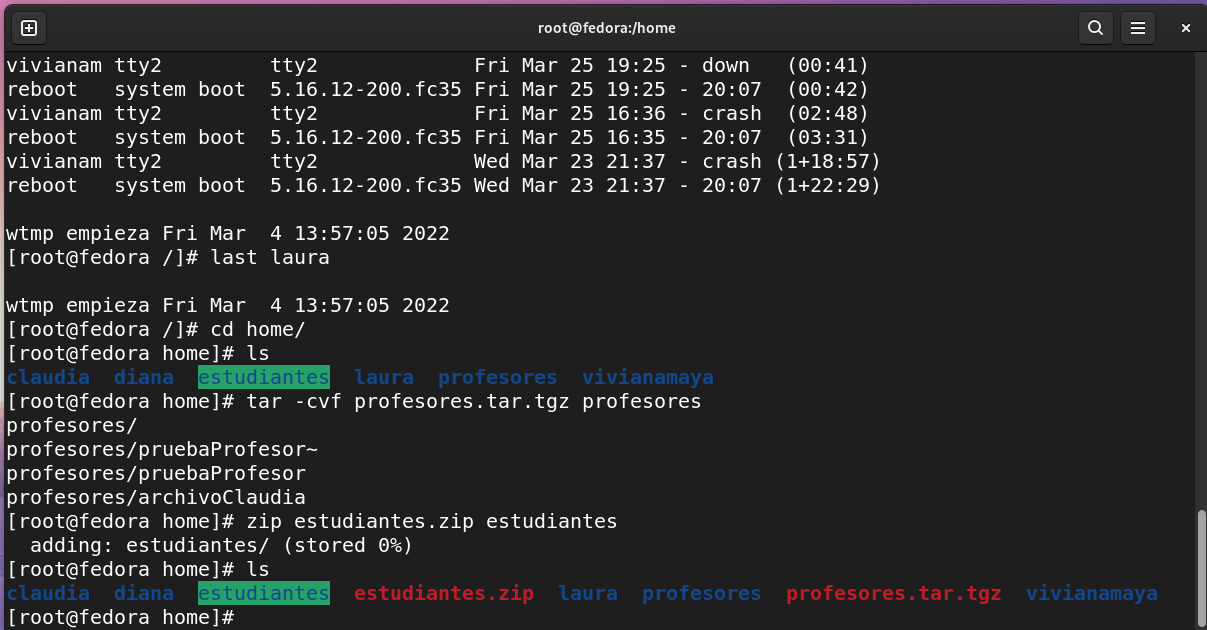 root@fedora:/home
vivianam tty2         tty2             Fri Mar 25 19:25 - down   (00:41)
reboot   system boot  5.16.12-200.fc35 Fri Mar 25 19:25 - 20:07  (00:42)
vivianam tty2         tty2             Fri Mar 25 16:36 - crash  (02:48)
reboot   system boot  5.16.12-200.fc35 Fri Mar 25 16:35 - 20:07  (03:31)
vivianam tty2         tty2             Wed Mar 23 21:37 - crash (1+18:57)
reboot   system boot  5.16.12-200.fc35 Wed Mar 23 21:37 - 20:07 (1+22:29)
wtmp empieza Fri Mar  4 13:57:05 2022
[root@fedora /]# last laura
wtmp empieza Fri Mar  4 13:57:05 2022
[root@fedora /]# cd home/
[root@fedora home]# ls
claudia  diana  estudiantes  laura  profesores  vivianamaya
[root@fedora home]# tar -cvf profesores.tar.tgz profesores
profesores/
profesores/pruebaProfesor~
profesores/pruebaProfesor
profesores/archivoClaudia
[root@fedora home]# zip estudiantes.zip estudiantes
  adding: estudiantes/ (stored 0%)
[root@fedora home]# ls
claudia  diana  estudiantes  estudiantes.zip  laura  profesores  profesores.tar.tgz  vivianamaya
[root@fedora home]#